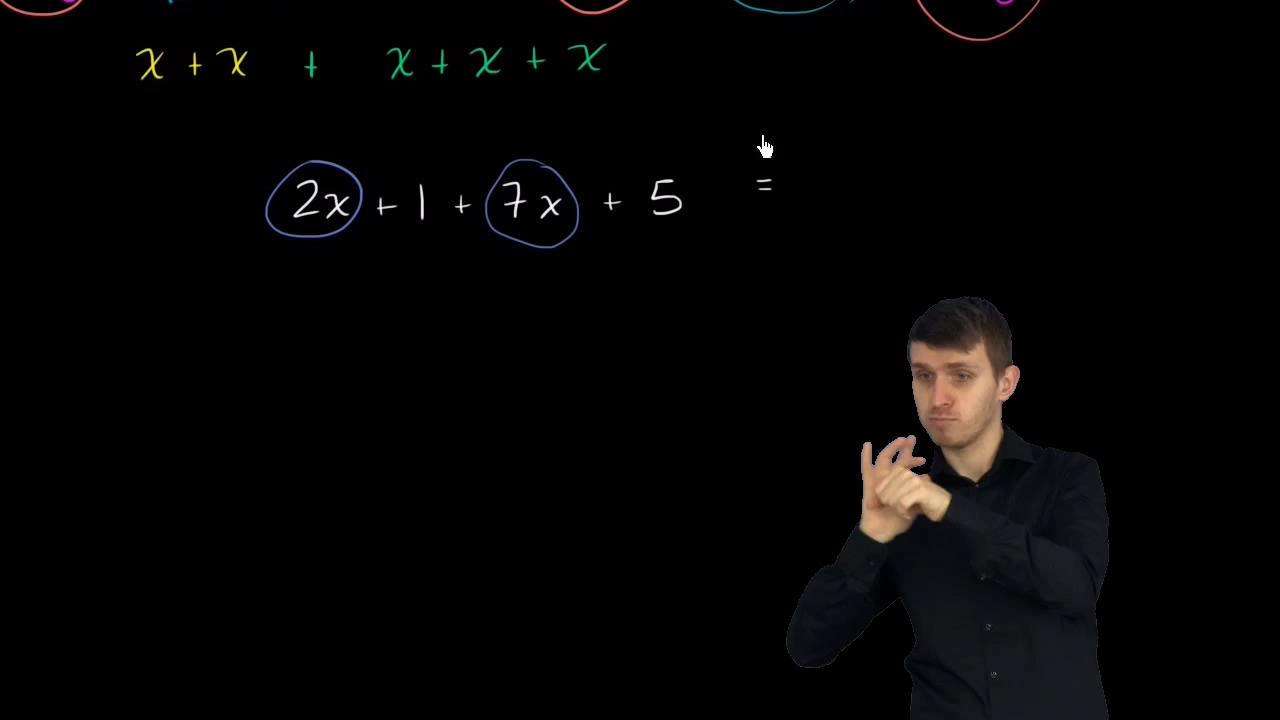 x + x + x + x + x
2x + 1 + 7x + 5 =